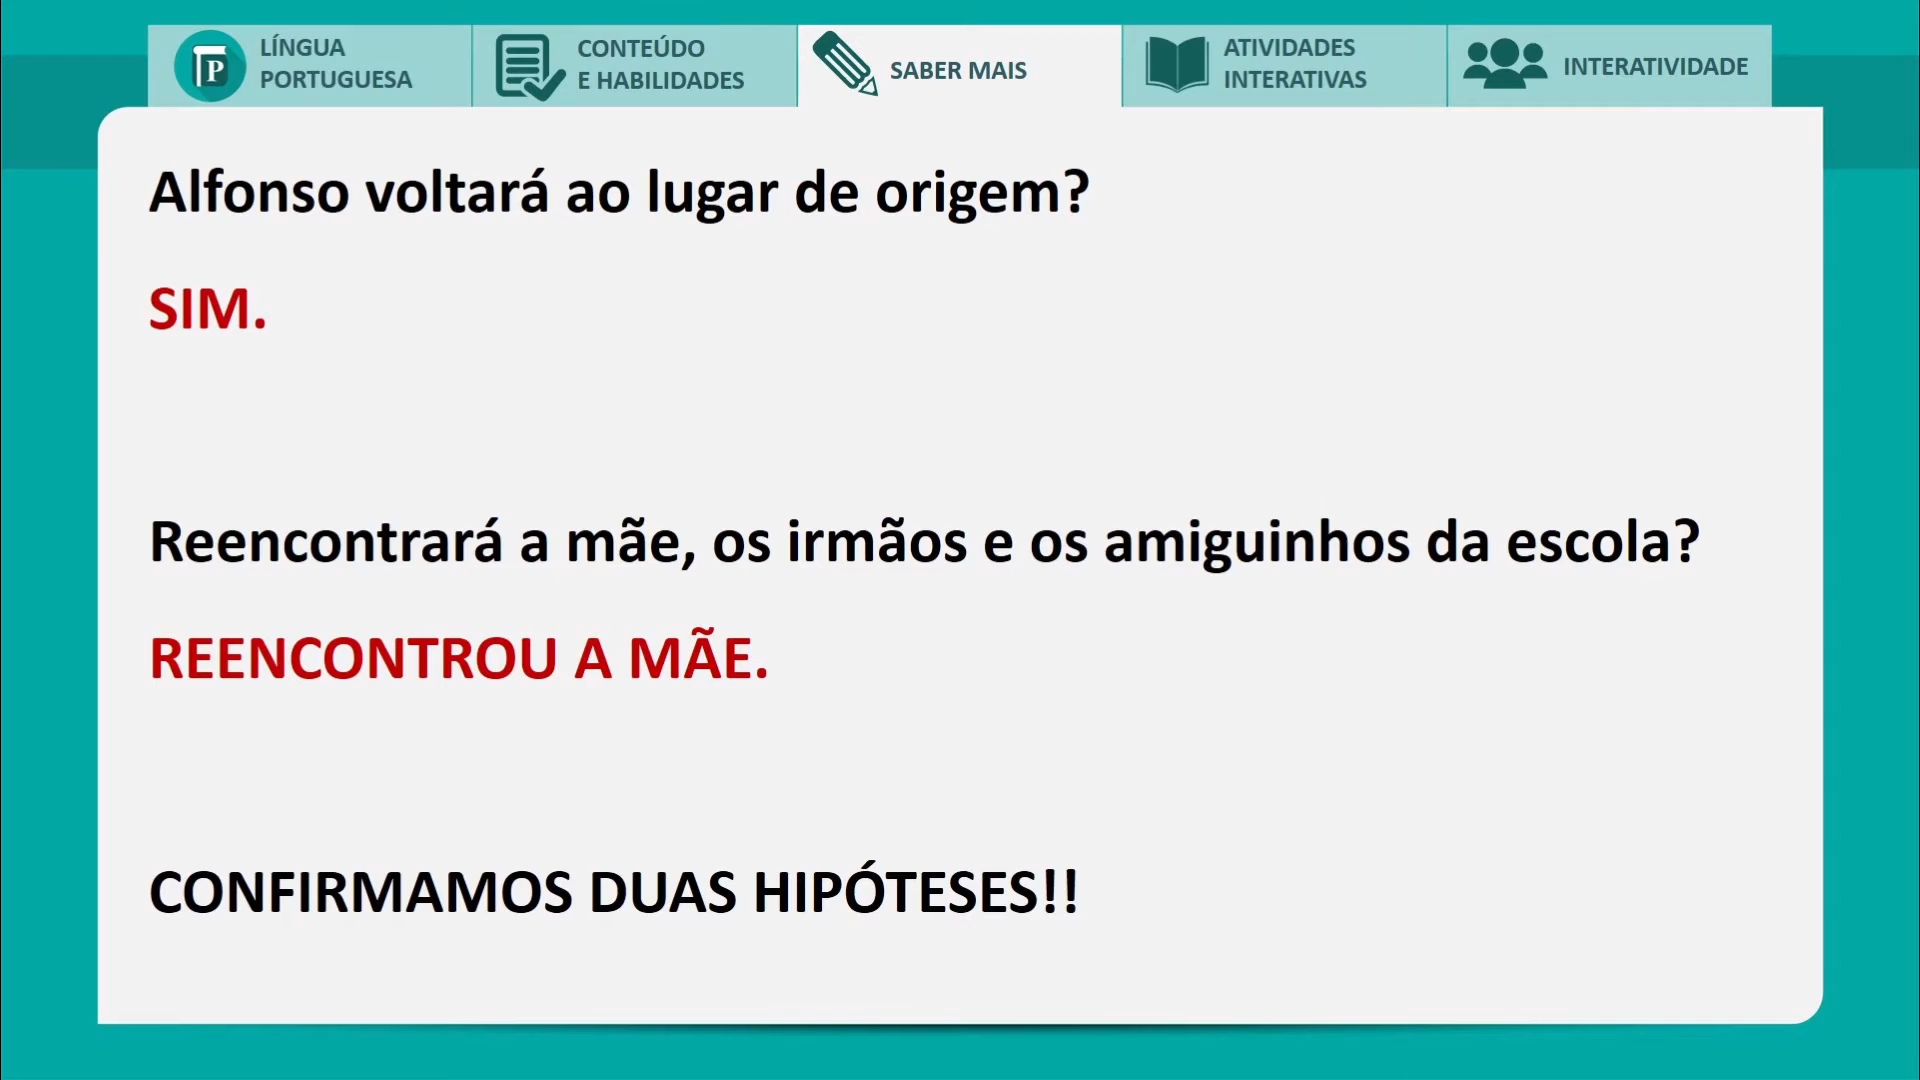 LÍNGUA
PORTUGUESA
P
CONTEÚDO
E HABILIDADES
SABER MAIS
ATIVIDADES
INTERATIVAS
INTERATIVIDADE
Alfonso voltará ao lugar de origem?
SIM.
Reencontrará a mãe, os irmãos e os amiguinhos da escola?
REENCONTROU A MÃE.
CONFIRMAMOS DUAS HIPÓTESES!!